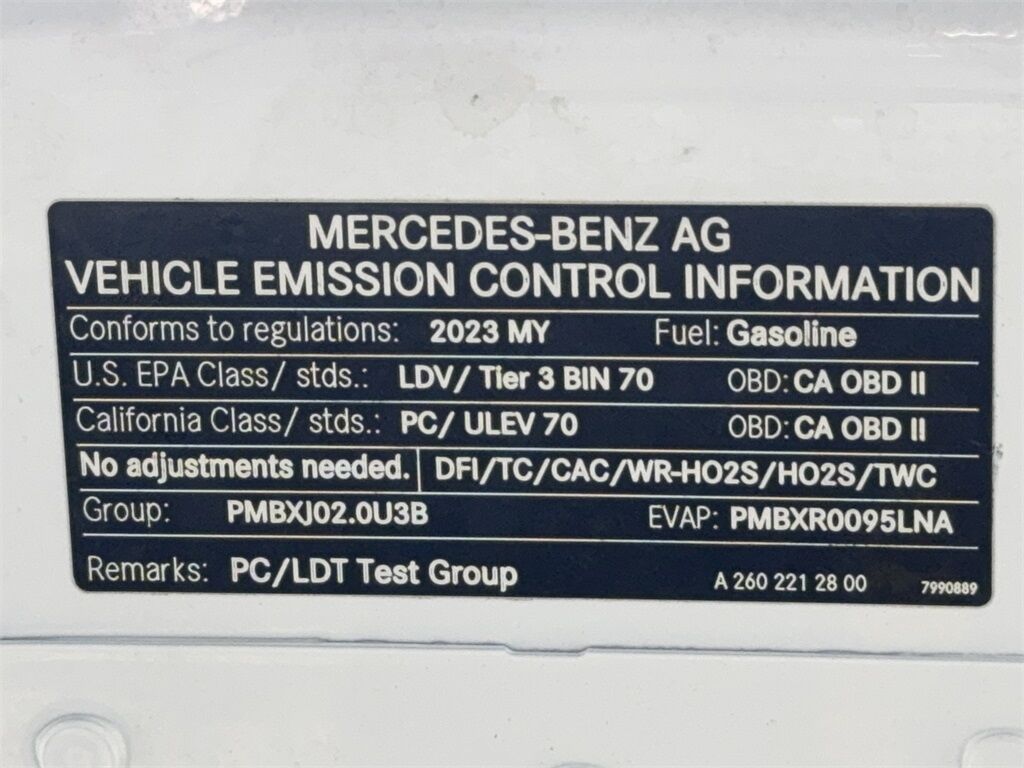 MERCEDES-BENZ AG
VEHICLE EMISSION CONTROL INFORMATION
Conforms to regulations: 2023 MY Fuel: Gasoline
U.S. EPA Class/ stds.: LDV/ Tier 3 BIN 70 OBD: CA OBD II
California Class/ stds.: PC/ ULEV 70 OBD: CA OBD II
No adjustments needed. DFI/TC/CAC/WR-HO2S/HO2S/TWC
Group: PMBXJ02.0U3B EVAP: PMBXR0095LNA
Remarks: PC/LDT Test Group A 260 221 28 00 7990889